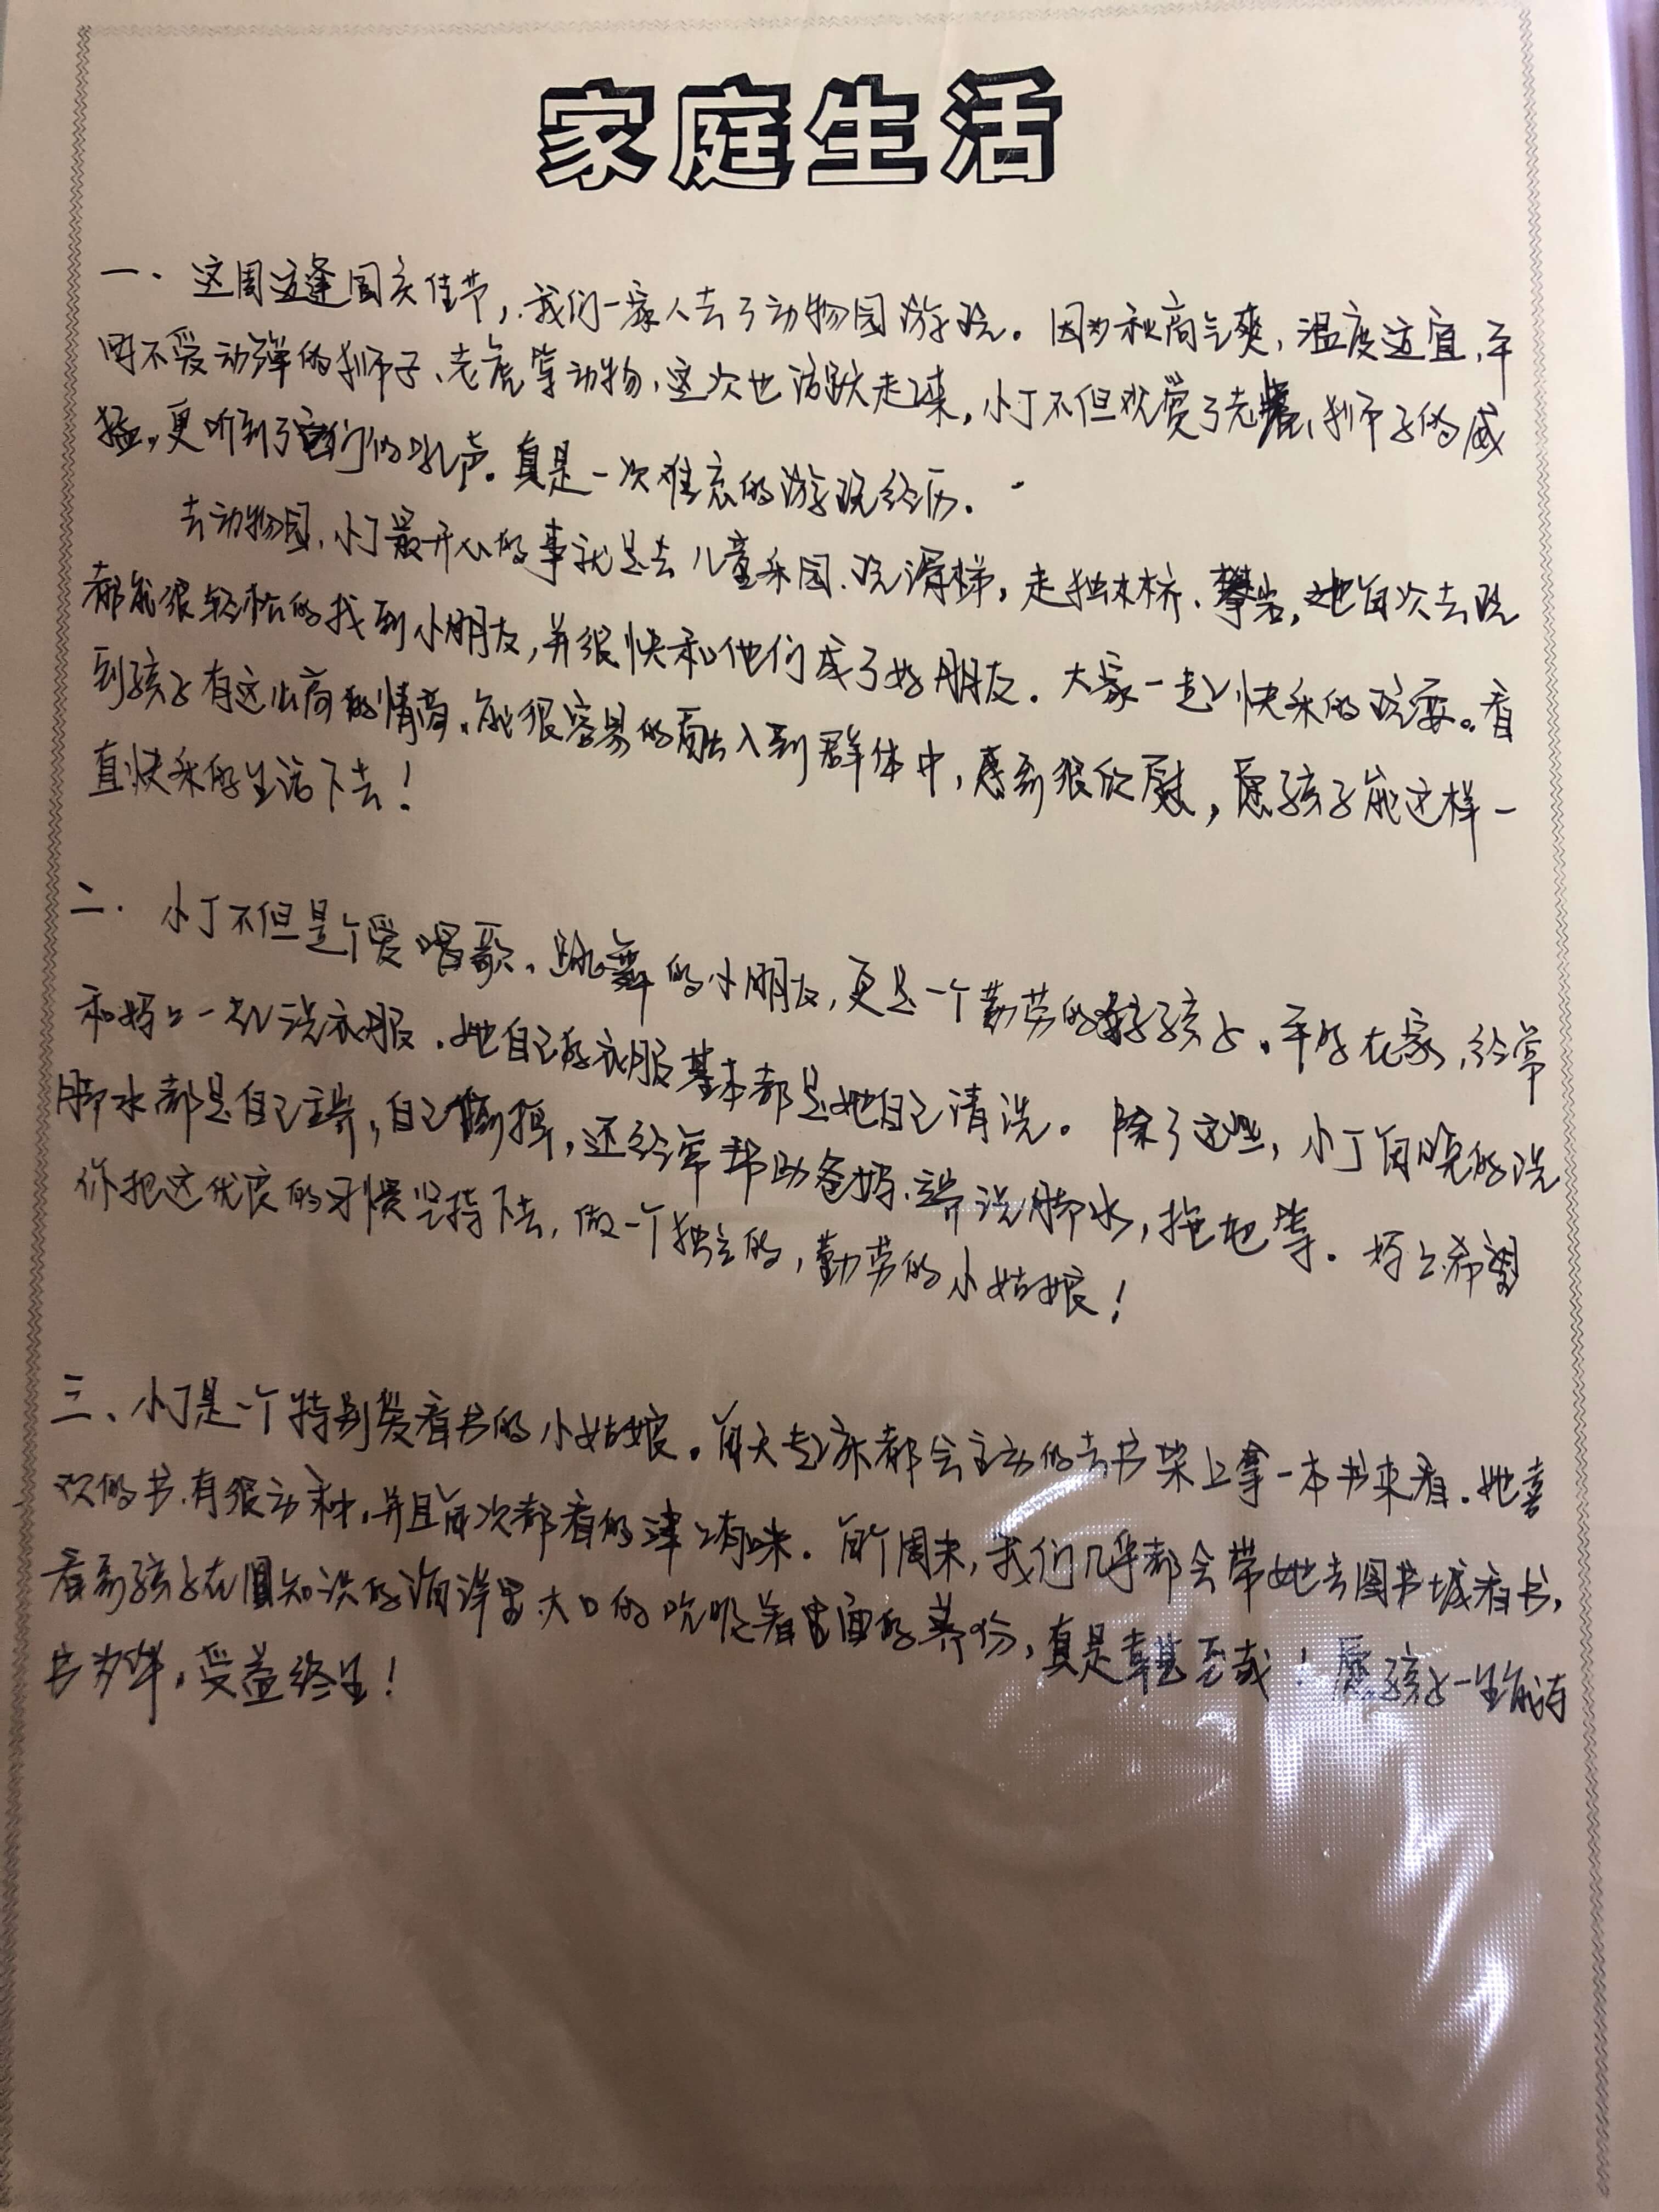 家庭生活
一.这周适逢国庆佳节,我们一家人去了动物园游玩。因为秋高气爽,温度适宜,平
时不爱动弹的狮子、老虎等动物,这次也活跃走起来,小丁不但欢赏了老虎、狮子的威
猛,更听到了它们的吼声。真是一次难忘的游玩经历.
去动物园,小丁最开心的事就是去儿童乐园、玩滑梯,走独木桥、攀岩,她每次去玩
都能很轻松的找到小朋友,并很快和他们成了好朋友.大家一起快乐的玩耍。看
到孩子有这么高的情商,能很容易的融入到群体中,感到很欣慰,愿孩子能这样一
直快乐的生活下去!
二.小丁不但是个爱唱歌、跳舞的小朋友,更是一个勤劳的好孩子。平时在家,经常
和妈妈一起洗衣服.她自己的衣服基本都是她自己清洗。除了这些,小丁每晚的洗
脚水都是自己端,自己倒掉,还经常帮助爸妈、端洗脚水,拖地等.妈妈希望
你把这优良的习惯坚持下去,做一个独立的,勤劳的小姑娘!
三、小丁是一个特别爱看书的小姑娘。每天起床都会主动的去书架上拿一本书来看.她喜
欢的书,有很多种,并且每次都看的津津有味.每个周末,我们几乎都会带她去图书城看书,
看到孩子在知识的海洋里大口的吮吸着里面的养份,真是幸甚至哉!愿孩子一生能诗
书为伴,受益终生!